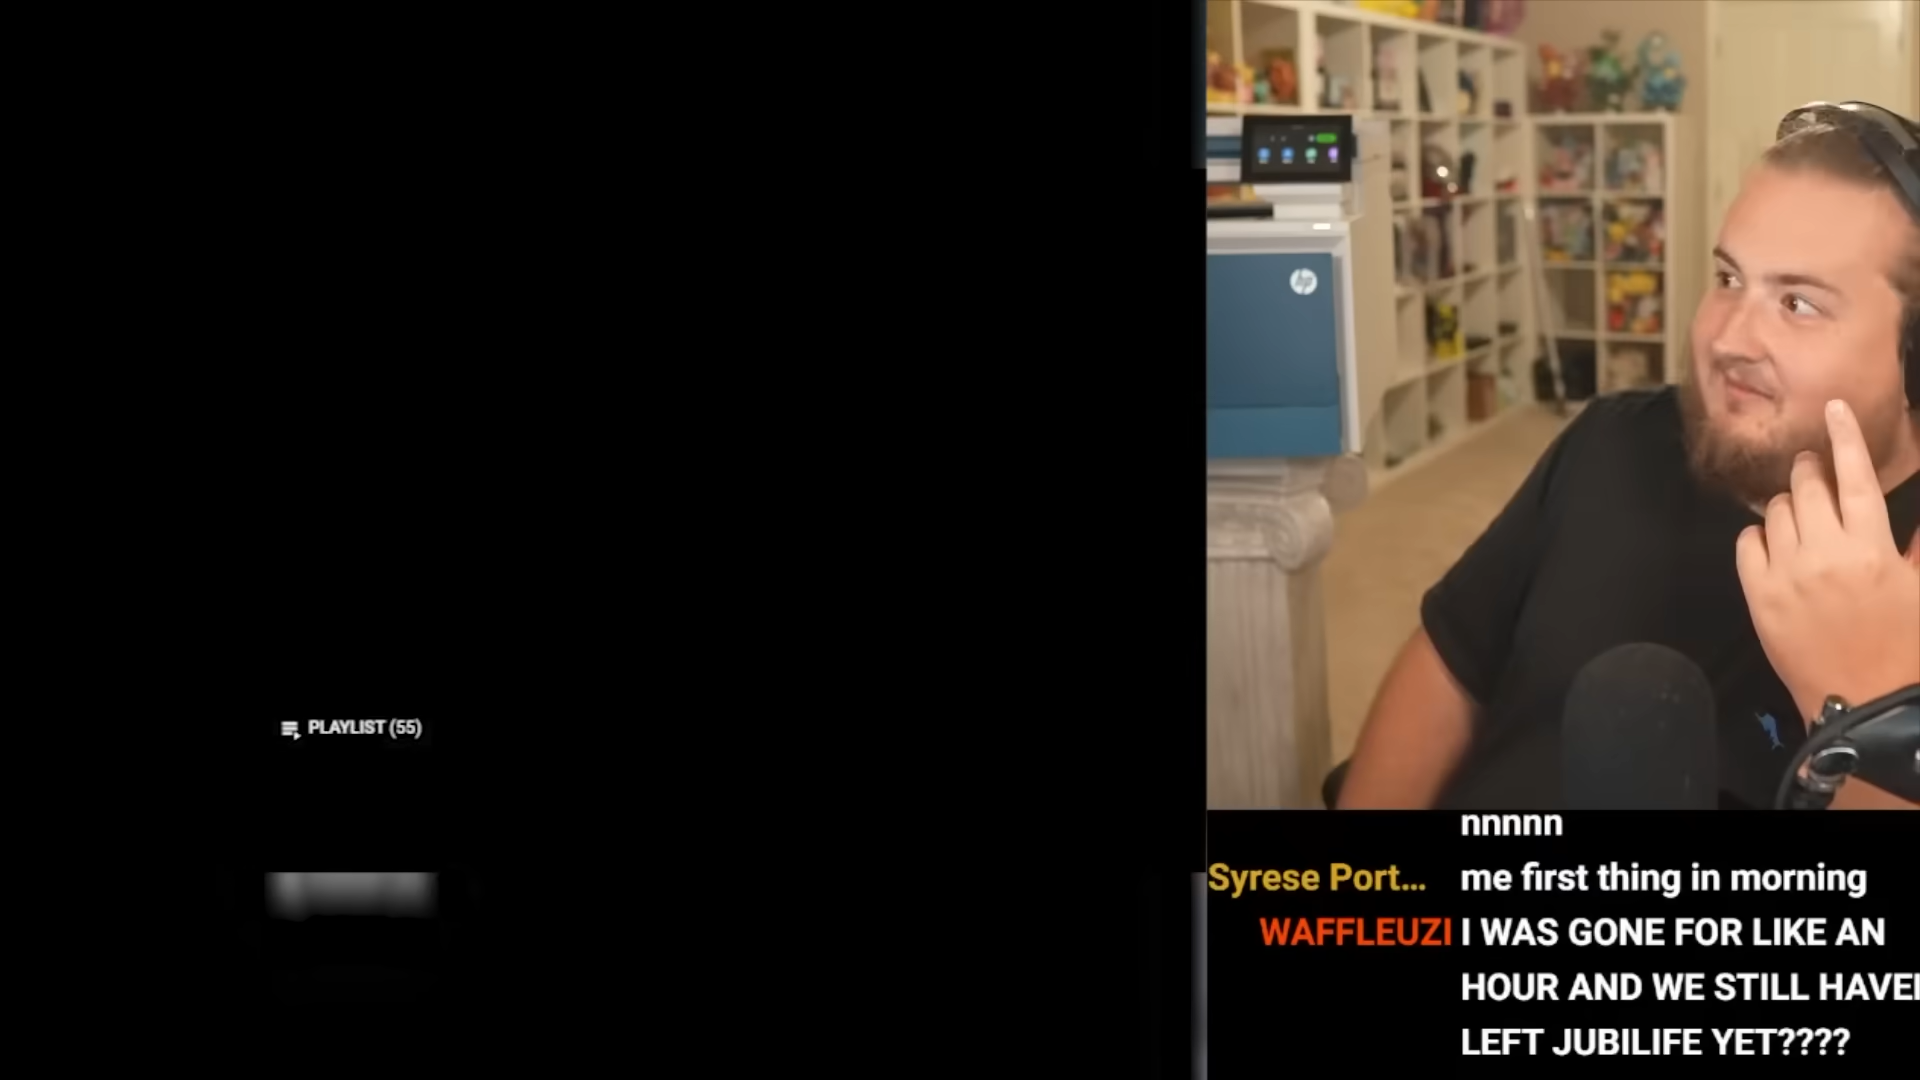 hp
PLAYLIST (55)
nnnnn
Syrese Port... me first thing in morning
WAFFLEUZI I WAS GONE FOR LIKE AN
HOUR AND WE STILL HAVE
LEFT JUBILIFE YET????